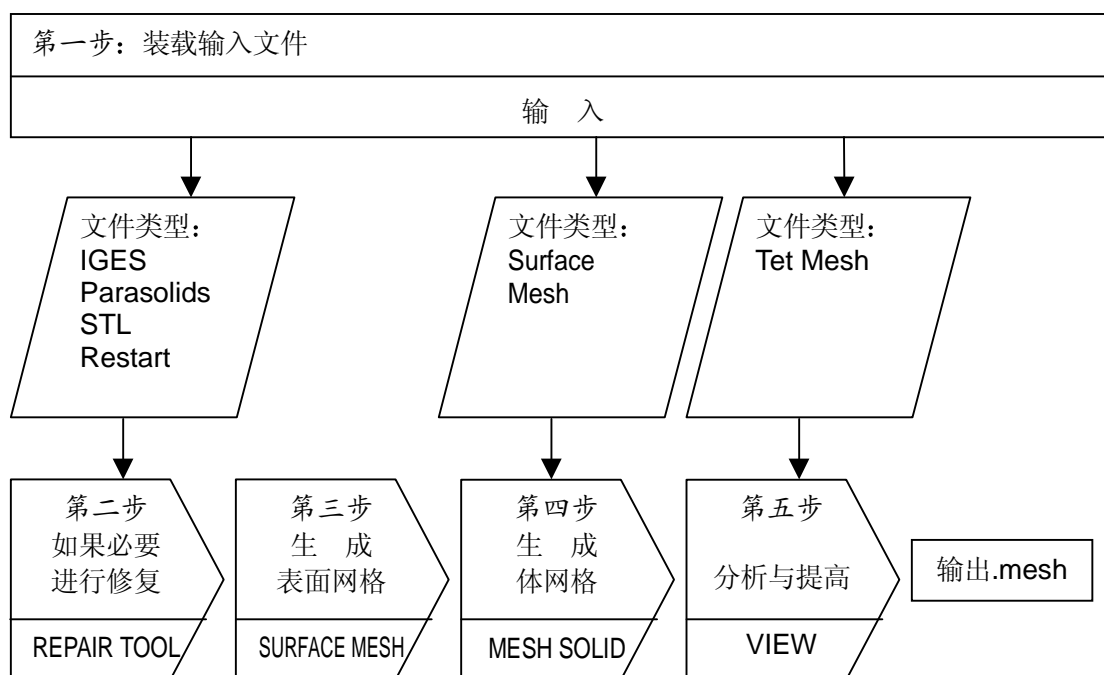 第一步：装载输入文件
输 入
文件类型：
IGES
Parasolids
STL
Restart
文件类型：
Surface
Mesh
文件类型：
Tet Mesh
第二步
如果必要
进行修复
REPAIR TOOL
第三步
生 成
表面网格
SURFACE MESH
第四步
生 成
体网格
MESH SOLID
第五步
分析与提高
VIEW
输出.mesh